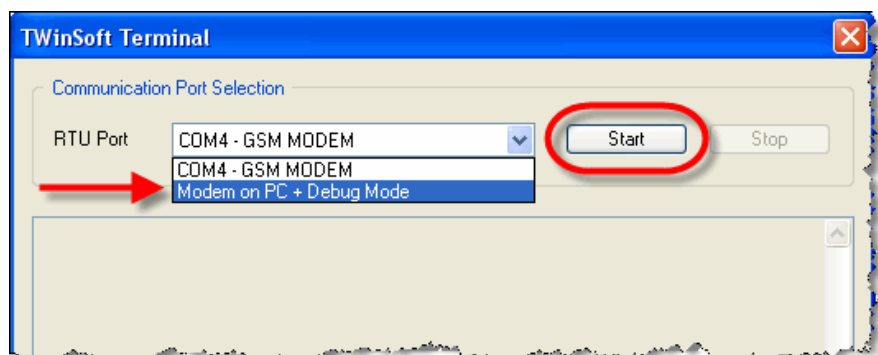 TWinSoft Terminal
Communication Port Selection
RTU Port COM4 - GSM MODEM Start Stop
COM4 - GSM MODEM
Modem on PC + Debug Mode